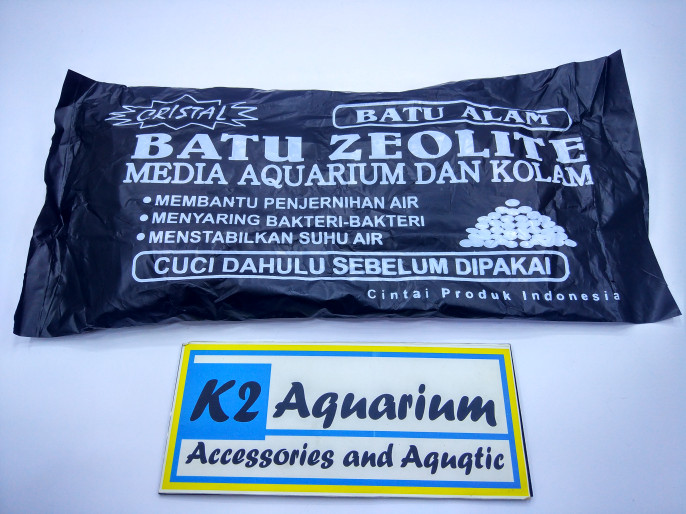 CRISTAL
BATU ALAM
BATU ZEOLITE
MEDIA AQUARIUM DAN KOLAM
• MEMBANTU PENJERNIHAN AIR
• MENYARING BAKTERI-BAKTERI
• MENSTABILKAN SUHU AIR
CUCI DAHULU SEBELUM DIPAKAI
Cintai Produk Indonesia
K2 Aquarium
Accessories and Aquatic